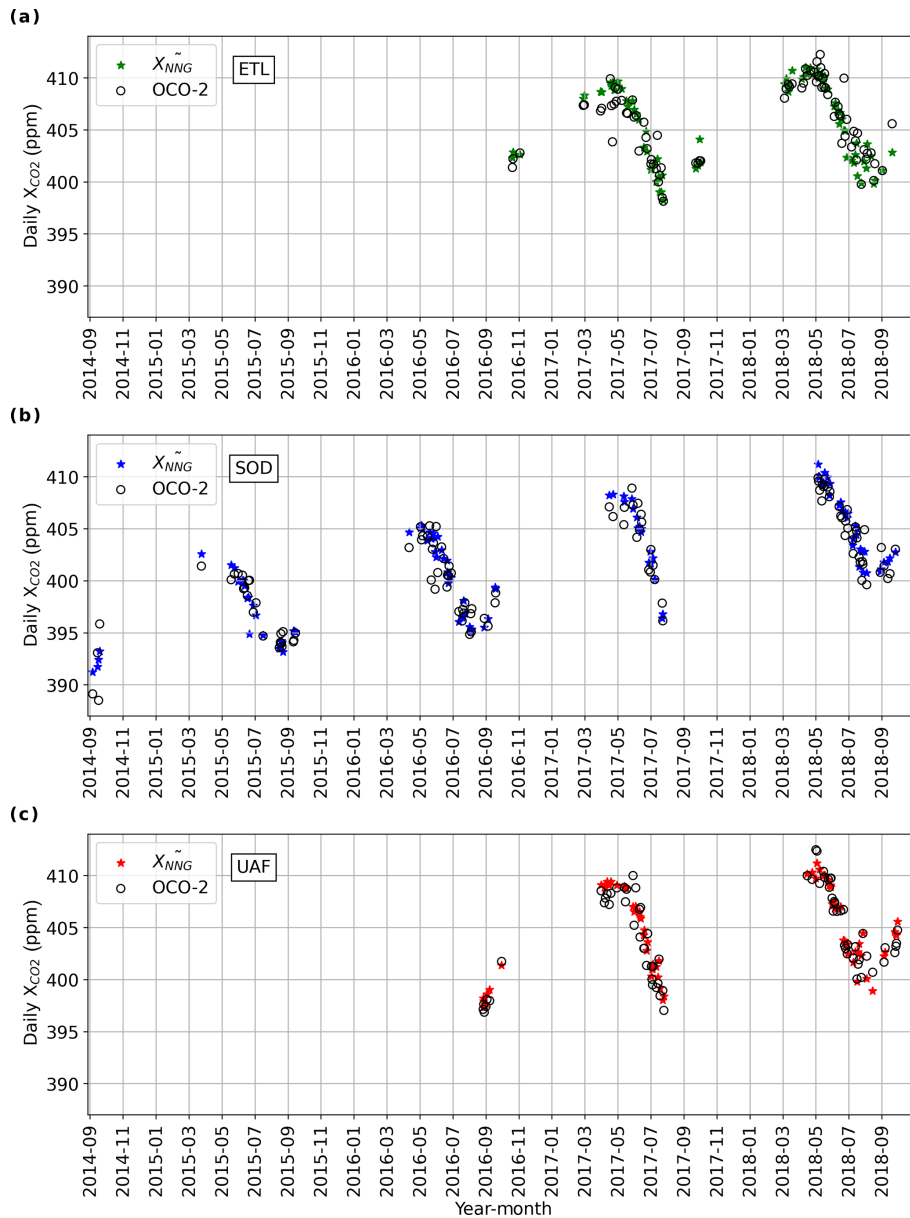 (a)
X̃_NNG
OCO-2
ETL
Daily X_CO2 (ppm)
410
405
400
395
390
2014-09 2014-11 2015-01 2015-03 2015-05 2015-07 2015-09 2015-11 2016-01 2016-03 2016-05 2016-07 2016-09 2016-11 2017-01 2017-03 2017-05 2017-07 2017-09 2017-11 2018-01 2018-03 2018-05 2018-07 2018-09
(b)
X̃_NNG
OCO-2
SOD
Daily X_CO2 (ppm)
410
405
400
395
390
2014-09 2014-11 2015-01 2015-03 2015-05 2015-07 2015-09 2015-11 2016-01 2016-03 2016-05 2016-07 2016-09 2016-11 2017-01 2017-03 2017-05 2017-07 2017-09 2017-11 2018-01 2018-03 2018-05 2018-07 2018-09
(c)
X̃_NNG
OCO-2
UAF
Daily X_CO2 (ppm)
410
405
400
395
390
2014-09 2014-11 2015-01 2015-03 2015-05 2015-07 2015-09 2015-11 2016-01 2016-03 2016-05 2016-07 2016-09 2016-11 2017-01 2017-03 2017-05 2017-07 2017-09 2017-11 2018-01 2018-03 2018-05 2018-07 2018-09
Year-month